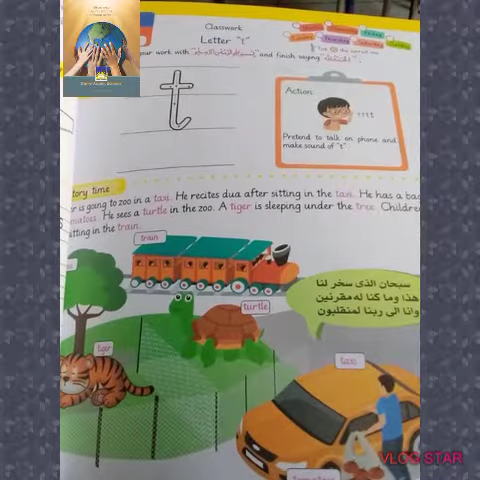 Classwork
Letter "t"
our work with
and finish saying
Action:
Pretend to talk on phone and
make sound of "t"
tory time
is going to zoo in a taxi. He recites dua after sitting in the taxi. He has a bag
matoes. He sees a turtle in the zoo. A tiger is sleeping under the tree. Children
itting in the train.
train
turtle
سبحان الذى سخر لنا
هذا وما كنا له مقرنين
وانا الى ربنا لمنقلبون
tiger
taxi
VLOG STAR